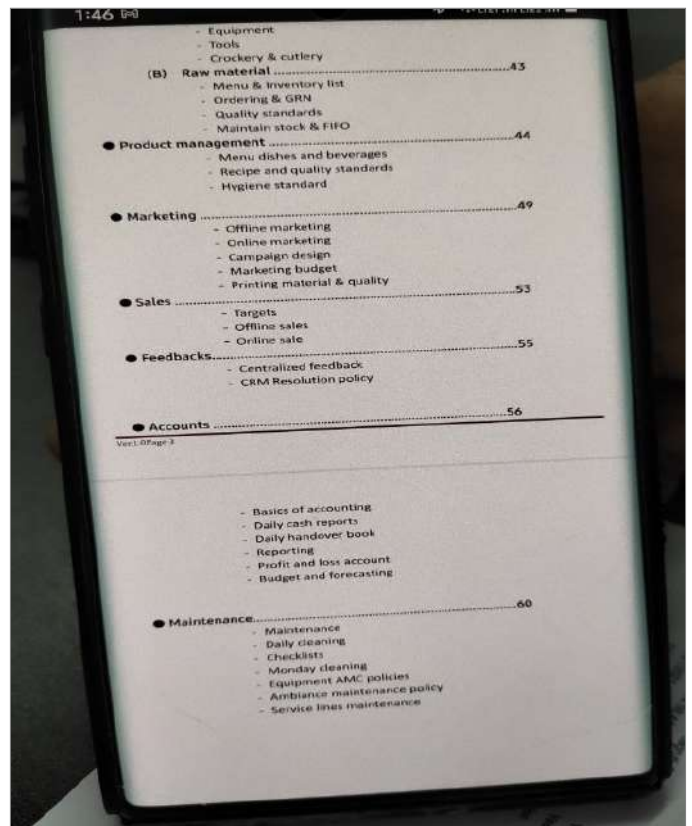 1:46
- Equipment
- Tools
- Crockery & cutlery
(B) Raw material ..........43
- Menu & Inventory list
- Ordering & GRN
- Quality standards
- Maintain stock & FIFO
● Product management ..........44
- Menu dishes and beverages
- Recipe and quality standerds
- Hygiene standard
● Marketing ..........49
- Offline marketing
- Online marketing
- Campaign design
- Marketing budget
- Printing material & quality
● Sales ..........53
- Targets
- Offline sales
- Online sale
● Feedbacks..........55
- Centralized feedback
- CRM Resolution policy
● Accounts ..........56
Ver1.0Page 3
- Basics of accounting
- Daily cash reports
- Daily handover book
- Reporting
- Profit and loss account
- Budget and forecasting
● Maintenance..........60
- Maintenance
- Daily cleaning
- Checklists
- Monday cleaning
- Equipment AMC policies
- Ambiance maintenance policy
- Service lines maintenance